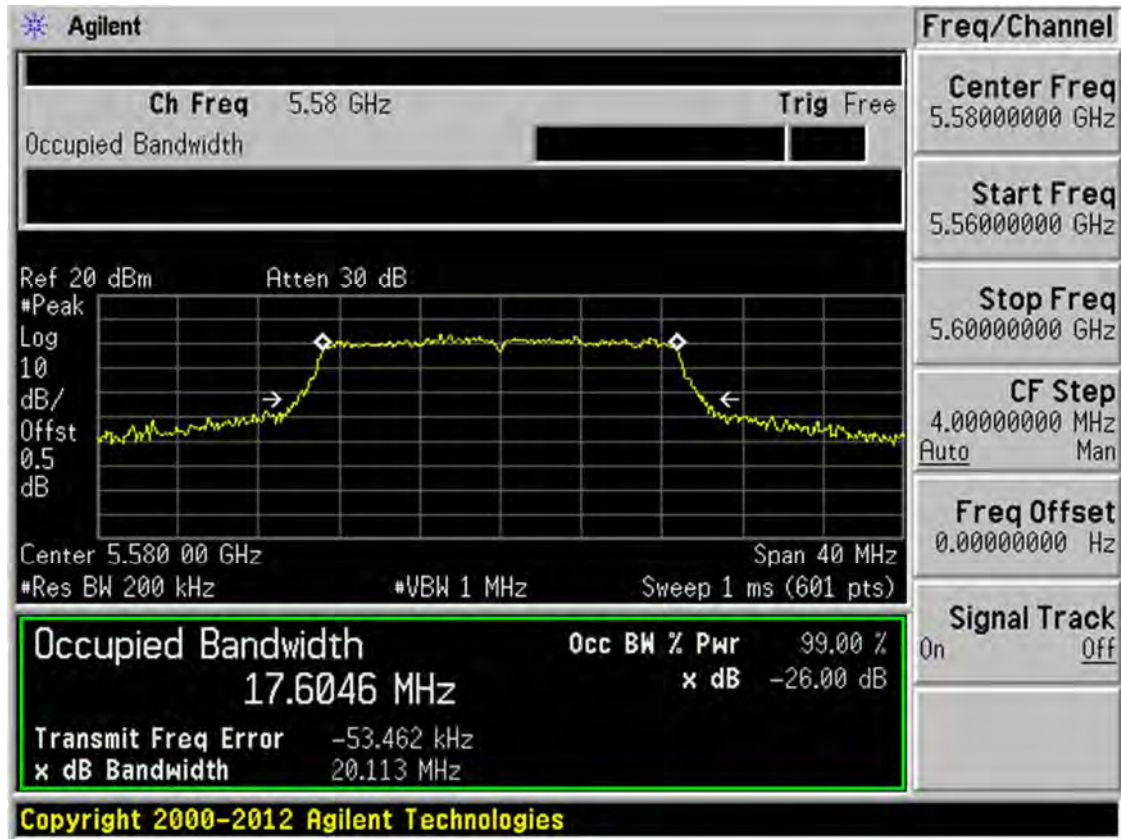 Agilent
Freq/Channel
Ch Freq 5.58 GHz Trig Free
Occupied Bandwidth
Center Freq
5.58000000 GHz
Start Freq
5.56000000 GHz
Stop Freq
5.60000000 GHz
CF Step
4.00000000 MHz
Auto Man
Freq Offset
0.00000000 Hz
Signal Track
On Off
Ref 20 dBm Atten 30 dB
#Peak
Log
10
dB/
Offst
0.5
dB
Center 5.580 00 GHz Span 40 MHz
#Res BW 200 kHz #VBW 1 MHz Sweep 1 ms (601 pts)
Occupied Bandwidth Occ BW % Pwr 99.00 %
17.6046 MHz x dB -26.00 dB
Transmit Freq Error -53.462 kHz
x dB Bandwidth 20.113 MHz
Copyright 2000-2012 Agilent Technologies